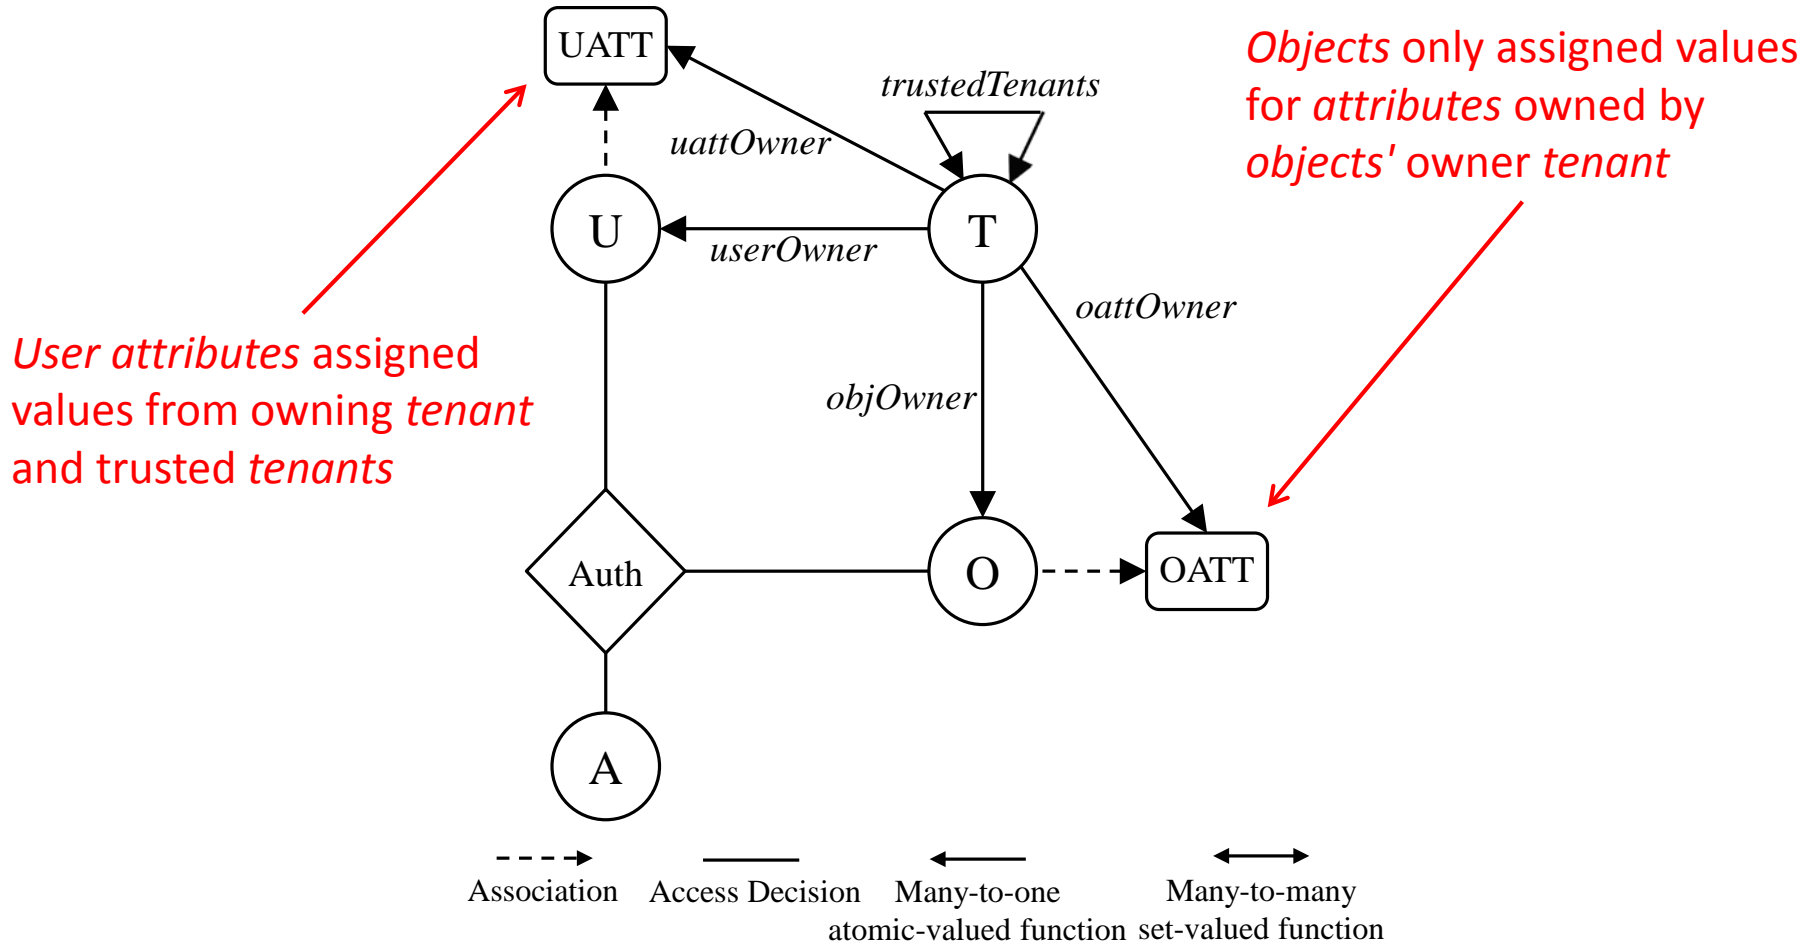 UATT
trustedTenants
uattOwner
Objects only assigned values
for attributes owned by
objects' owner tenant
U
T
userOwner
oattOwner
User attributes assigned
values from owning tenant
and trusted tenants
objOwner
Auth
O
OATT
A
Association
Access Decision
Many-to-one
atomic-valued function
Many-to-many
set-valued function